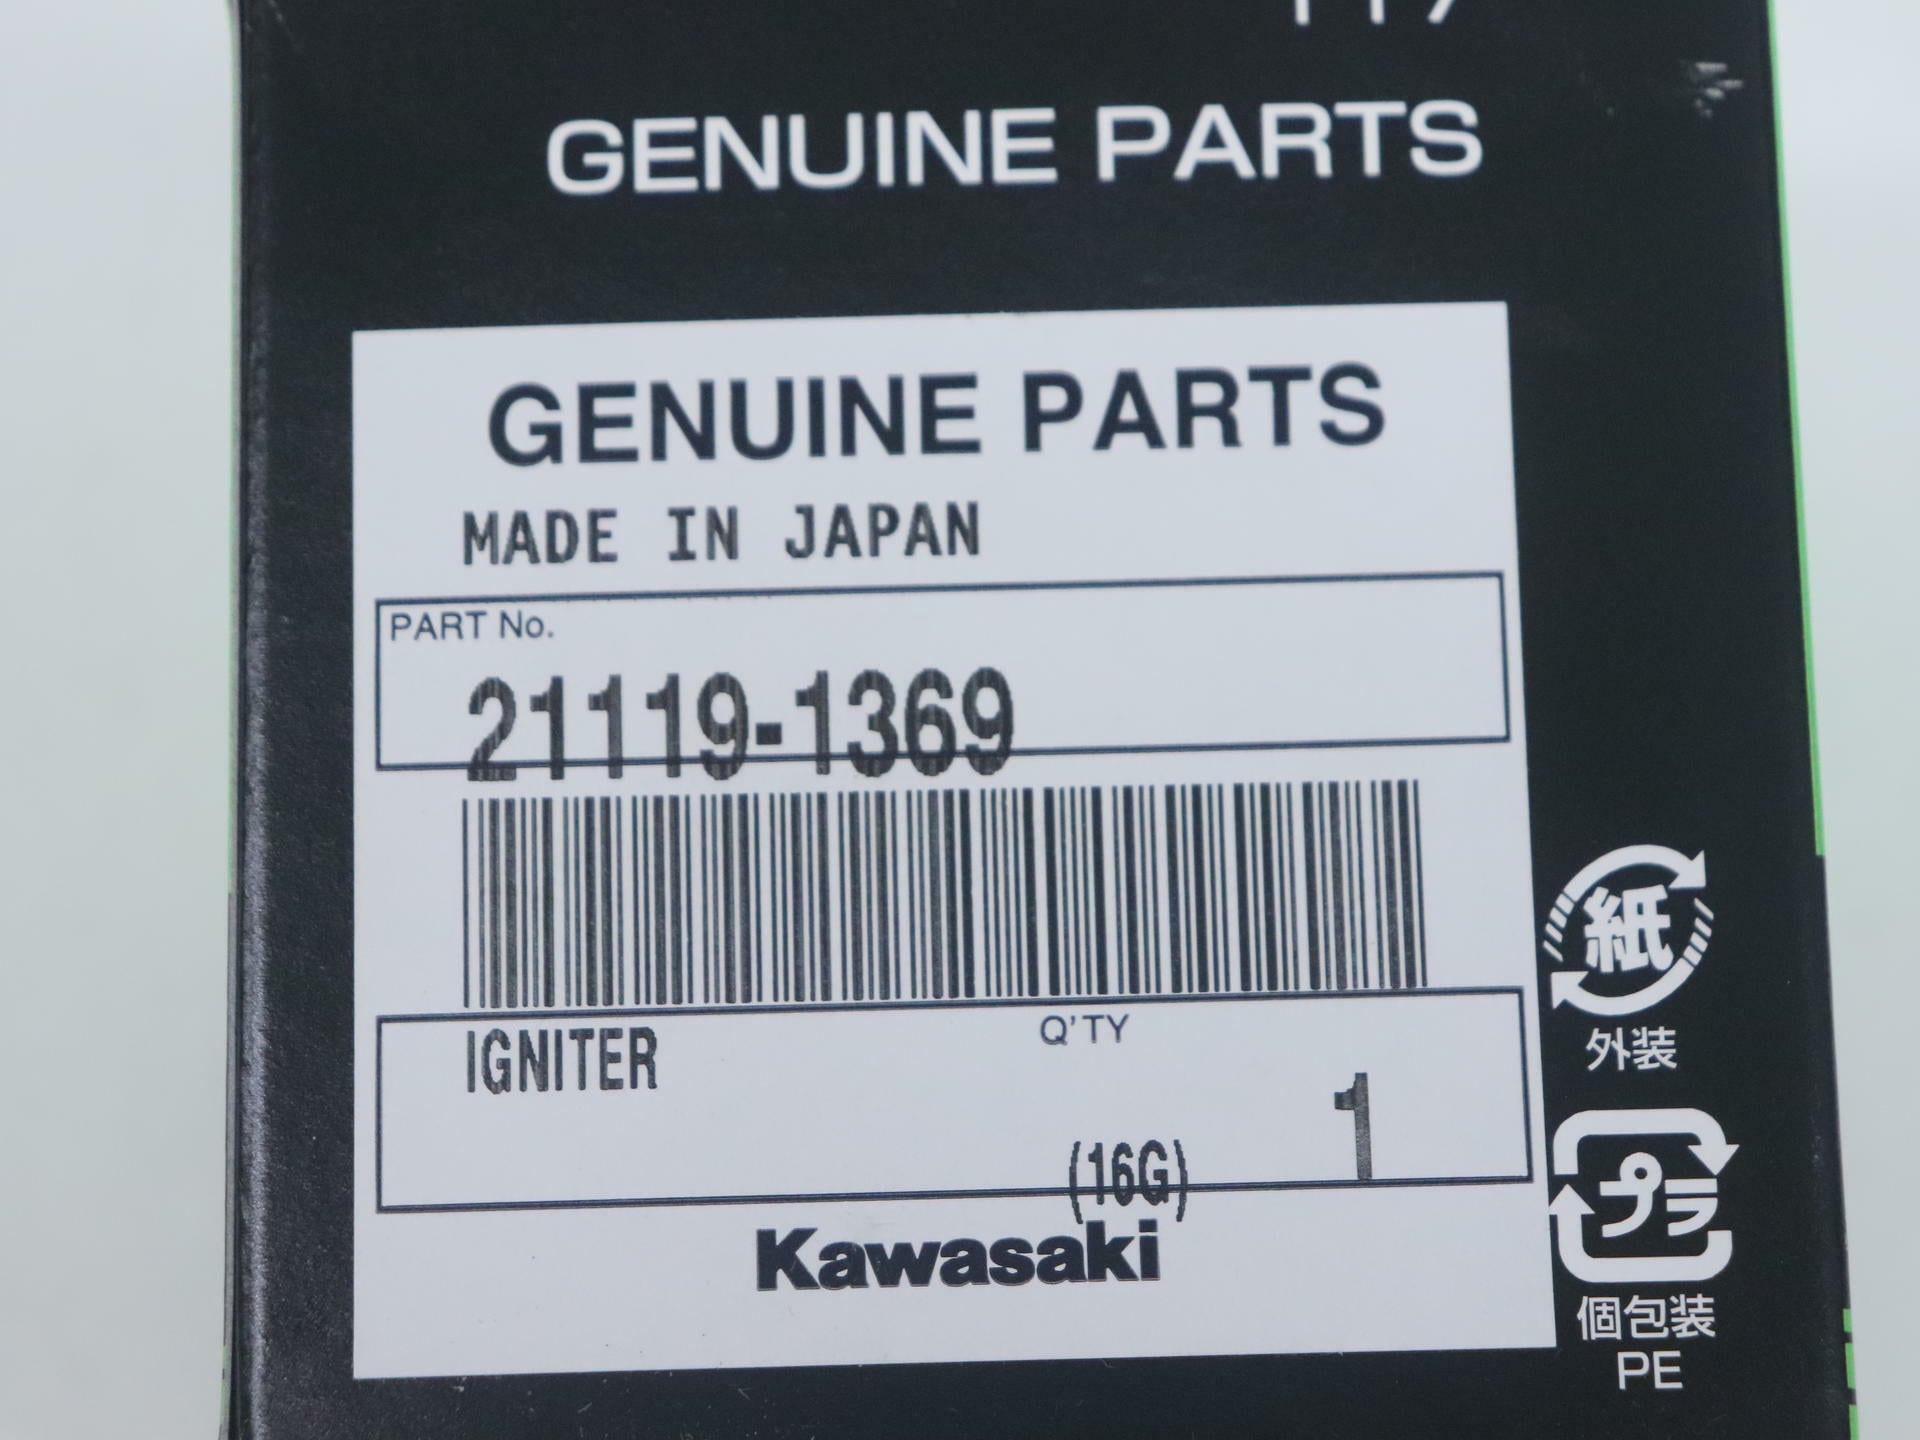 GENUINE PARTS
GENUINE PARTS
MADE IN JAPAN
PART No.
21119-1369
IGNITER
Q'TY
1
(16G)
Kawasaki
紙
外装
プラ
個包装
PE